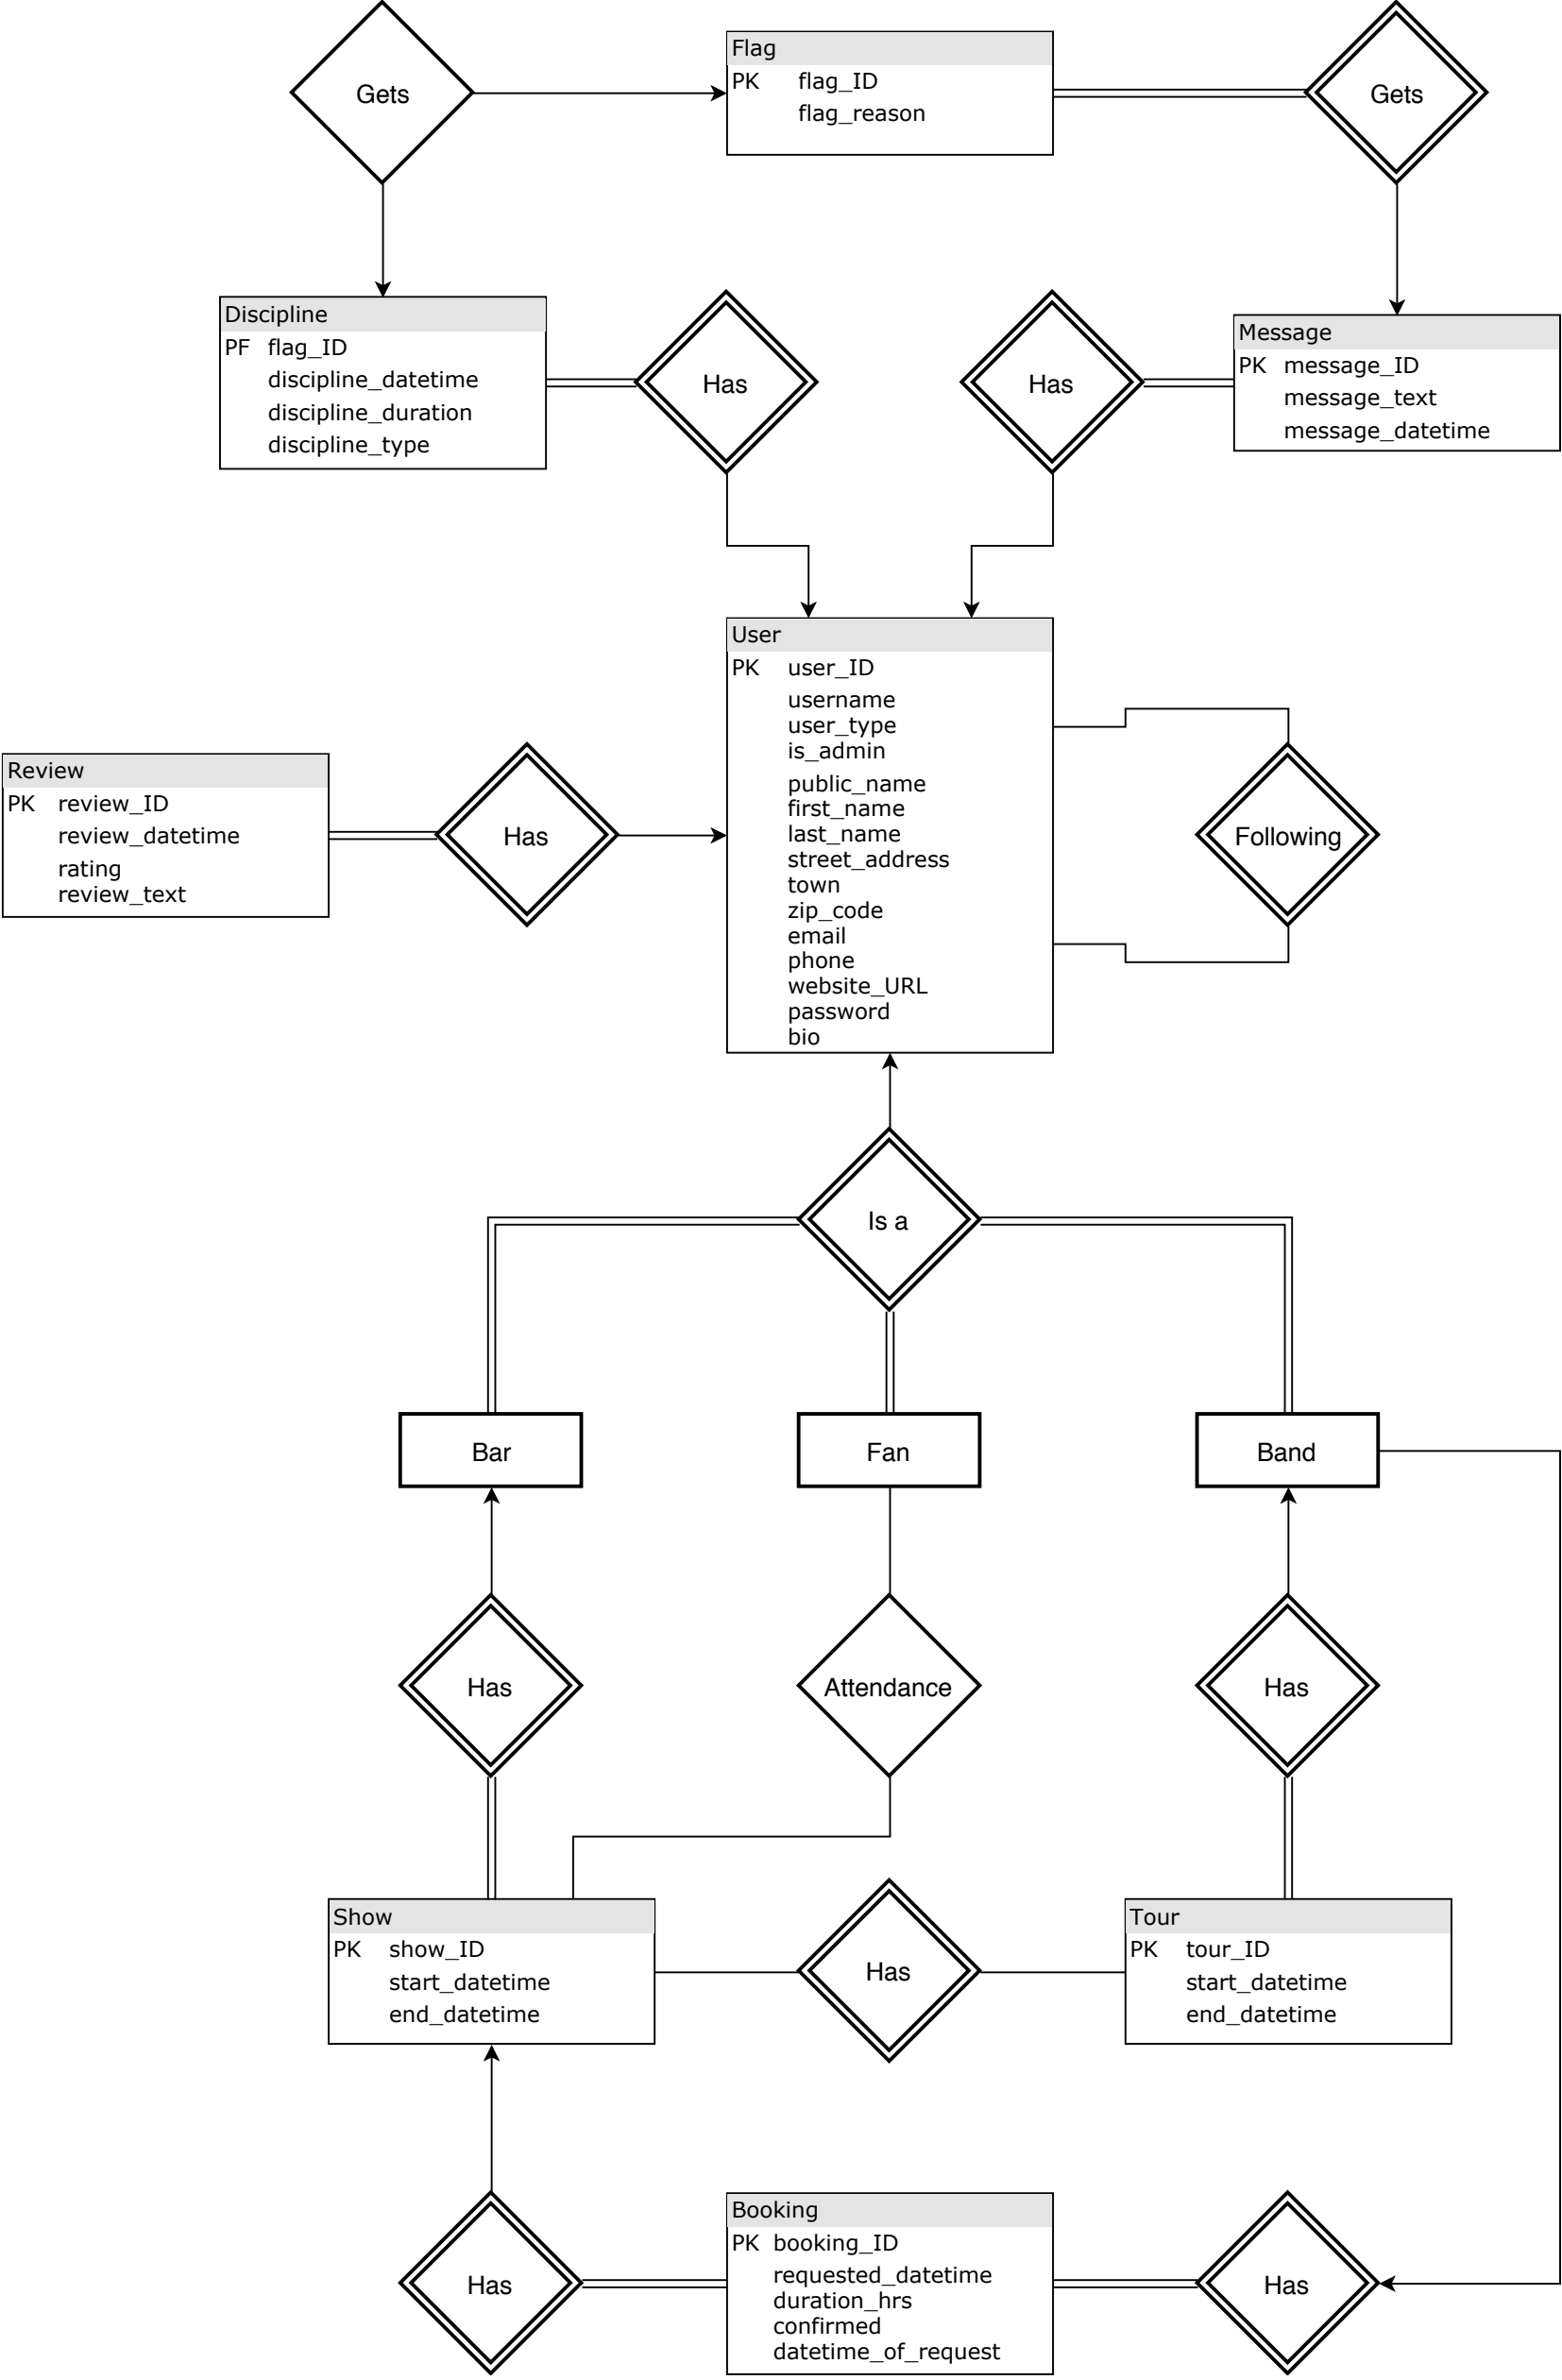 Gets
Flag
PK flag_ID
flag_reason
Gets
Discipline
PF flag_ID
discipline_datetime
discipline_duration
discipline_type
Has
Has
Message
PK message_ID
message_text
message_datetime
User
PK user_ID
username
user_type
is_admin
public_name
first_name
last_name
street_address
town
zip_code
email
phone
website_URL
password
bio
Review
PK review_ID
review_datetime
rating
review_text
Has
Following
Is a
Bar
Fan
Band
Has
Attendance
Has
Show
PK show_ID
start_datetime
end_datetime
Has
Tour
PK tour_ID
start_datetime
end_datetime
Has
Booking
PK booking_ID
requested_datetime
duration_hrs
confirmed
datetime_of_request
Has